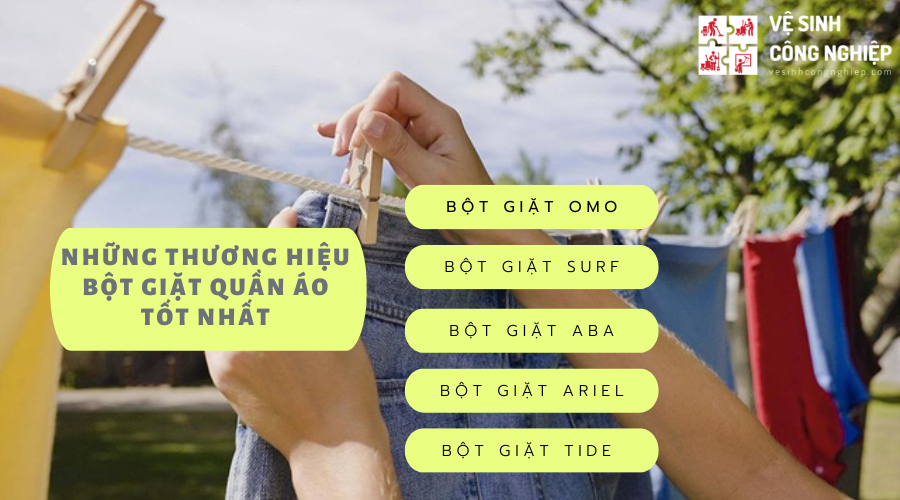 VỆ SINH
CÔNG NGHIỆP
vesinhcongnghiep.com
NHỮNG THƯƠNG HIỆU
BỘT GIẶT QUẦN ÁO
TỐT NHẤT
BỘT GIẶT OMO
BỘT GIẶT SURF
BỘT GIẶT ABA
BỘT GIẶT ARIEL
BỘT GIẶT TIDE